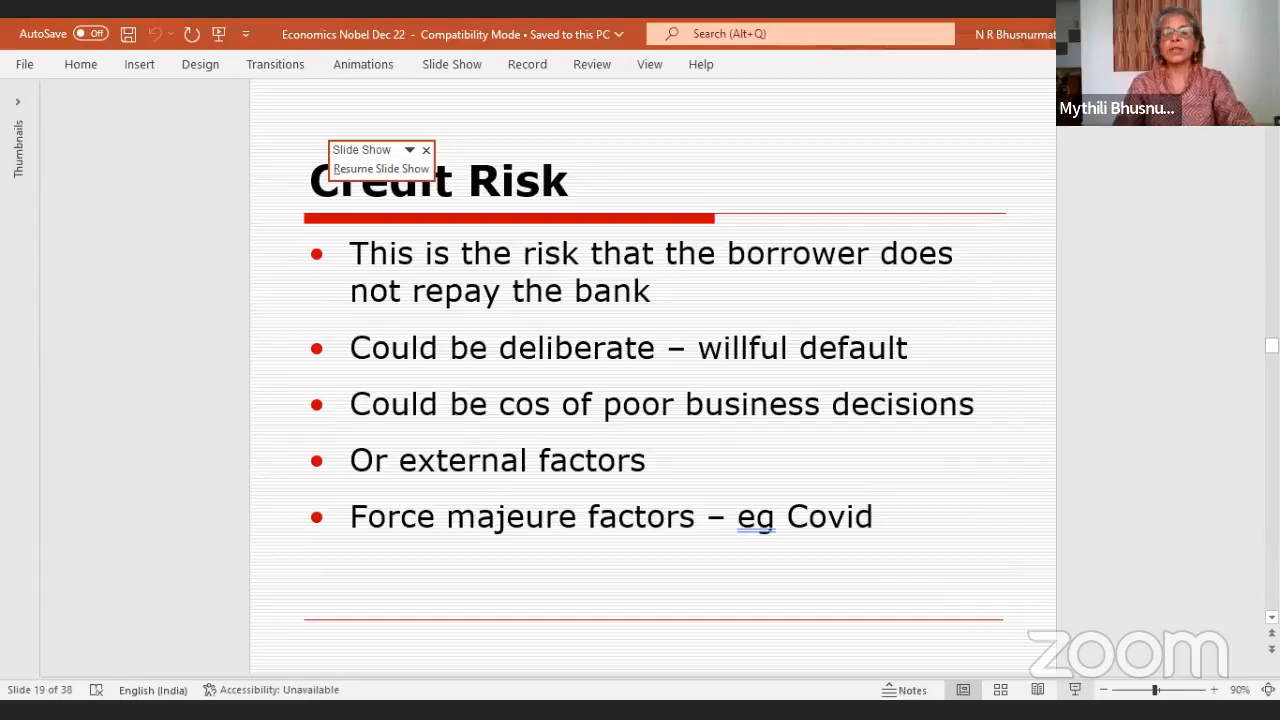 AutoSave Off
Economics Nobel Dec 22 - Compatibility Mode • Saved to this PC
Search (Alt+Q)
N R Bhusnurmat
File Home Insert Design Transitions Animations Slide Show Record Review View Help
Mythili Bhusnu...
Thumbnails
Slide Show
Resume Slide Show
Credit Risk
• This is the risk that the borrower does
not repay the bank
• Could be deliberate – willful default
• Could be cos of poor business decisions
• Or external factors
• Force majeure factors – eg Covid
zoom
Slide 19 of 38 English (India) Accessibility: Unavailable Notes 90%